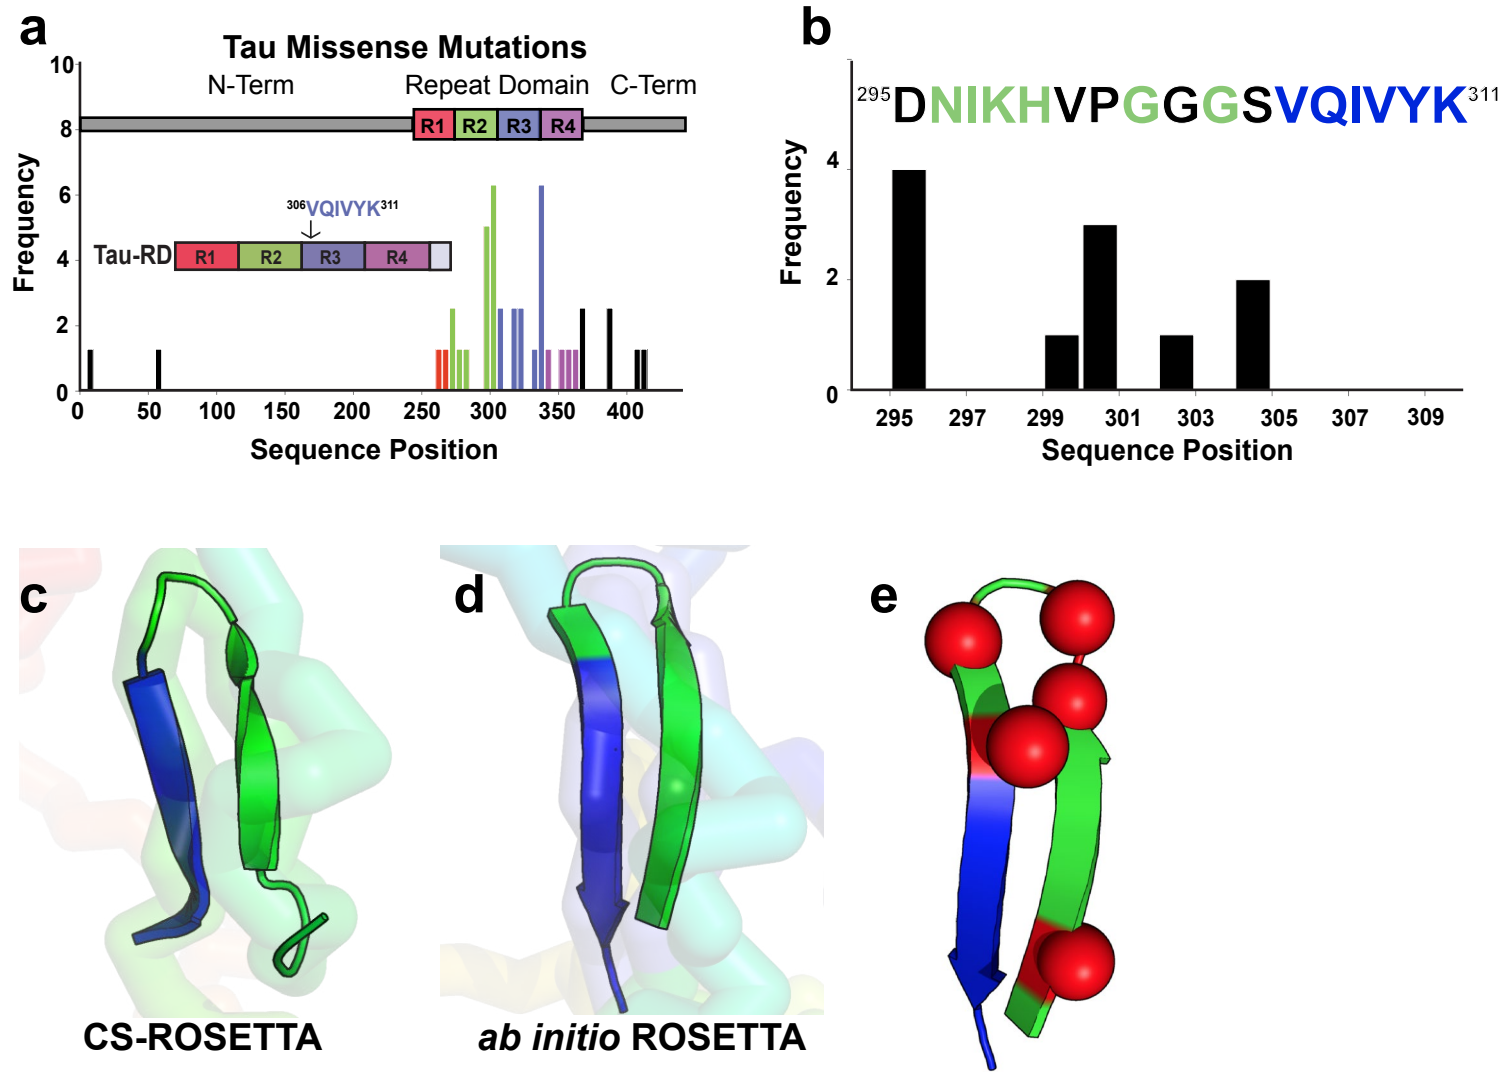 a
Tau Missense Mutations
N-Term Repeat Domain C-Term
R1 R2 R3 R4
³⁰⁶VQIVYK³¹¹
Tau-RD R1 R2 R3 R4
Frequency
10
8
6
4
2
0
0 50 100 150 200 250 300 350 400
Sequence Position
b
²⁹⁵DNIKHVPGGGSVQIVYK³¹¹
Frequency
4
2
0
295 297 299 301 303 305 307 309
Sequence Position
c
CS-ROSETTA
d
ab initio ROSETTA
e